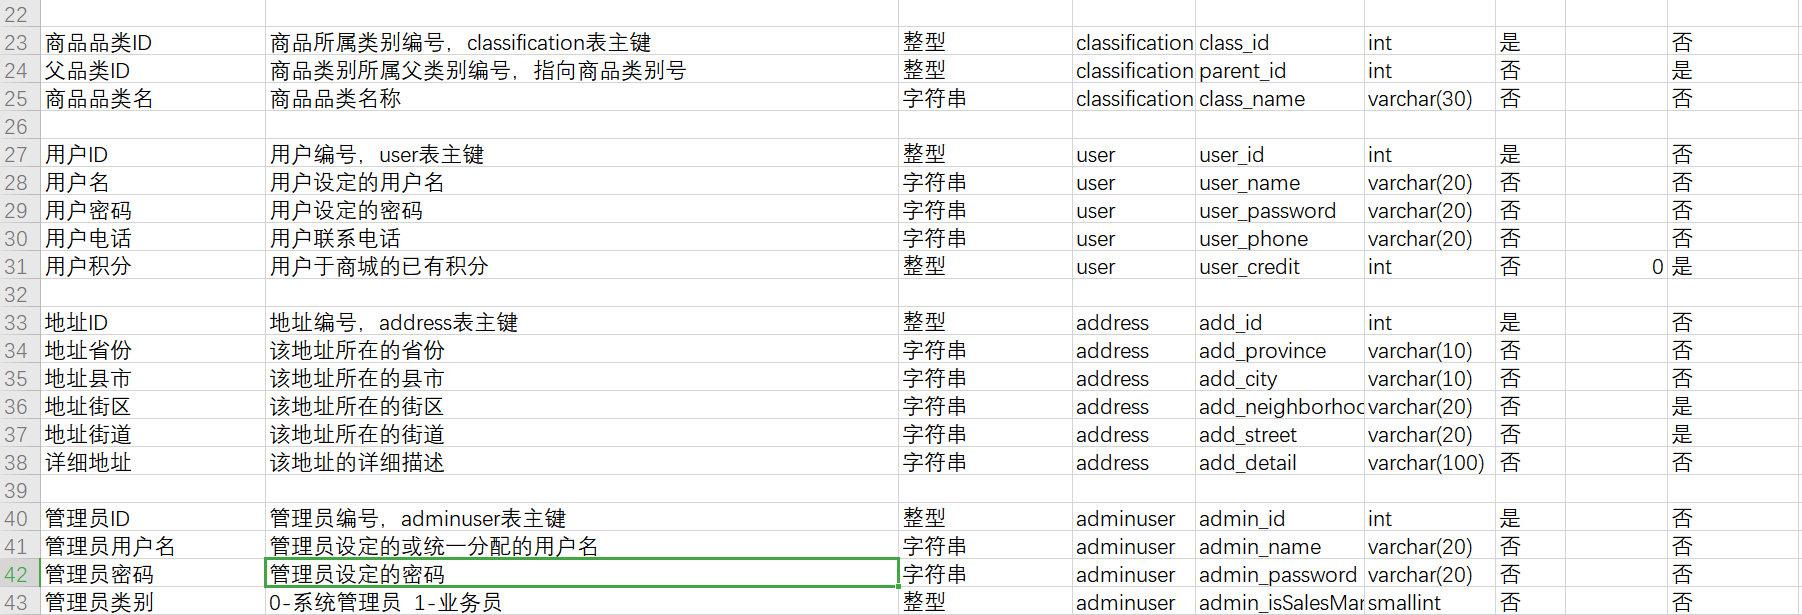 22
23 商品品类ID 商品所属类别编号，classification表主键 整型 classification class_id int 是 否
24 父品类ID 商品类别所属父类别编号，指向商品类别号 整型 classification parent_id int 否 是
25 商品品类名 商品品类名称 字符串 classification class_name varchar(30) 否 否
26
27 用户ID 用户编号，user表主键 整型 user user_id int 是 否
28 用户名 用户设定的用户名 字符串 user user_name varchar(20) 否 否
29 用户密码 用户设定的密码 字符串 user user_password varchar(20) 否 否
30 用户电话 用户联系电话 字符串 user user_phone varchar(20) 否 否
31 用户积分 用户于商城的已有积分 整型 user user_credit int 否 0 是
32
33 地址ID 地址编号，address表主键 整型 address add_id int 是 否
34 地址省份 该地址所在的省份 字符串 address add_province varchar(10) 否 否
35 地址县市 该地址所在的县市 字符串 address add_city varchar(10) 否 否
36 地址街区 该地址所在的街区 字符串 address add_neighborhoo varchar(20) 否 是
37 地址街道 该地址所在的街道 字符串 address add_street varchar(20) 否 是
38 详细地址 该地址的详细描述 字符串 address add_detail varchar(100) 否 否
39
40 管理员ID 管理员编号，adminuser表主键 整型 adminuser admin_id int 是 否
41 管理员用户名 管理员设定的或统一分配的用户名 字符串 adminuser admin_name varchar(20) 否 否
42 管理员密码 管理员设定的密码 字符串 adminuser admin_password varchar(20) 否 否
43 管理员类别 0-系统管理员 1-业务员 整型 adminuser admin_isSalesMar smallint 否 否